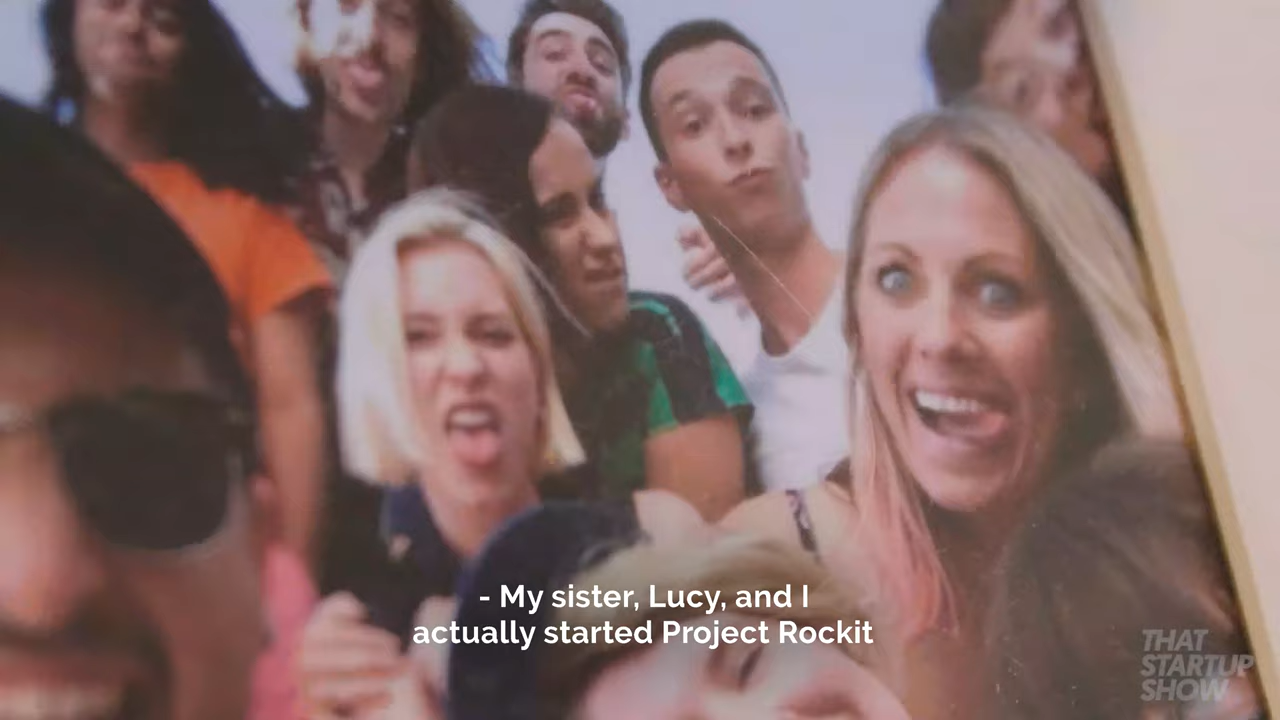 - My sister, Lucy, and I
actually started Project Rockit
THAT
STARTUP
SHOW